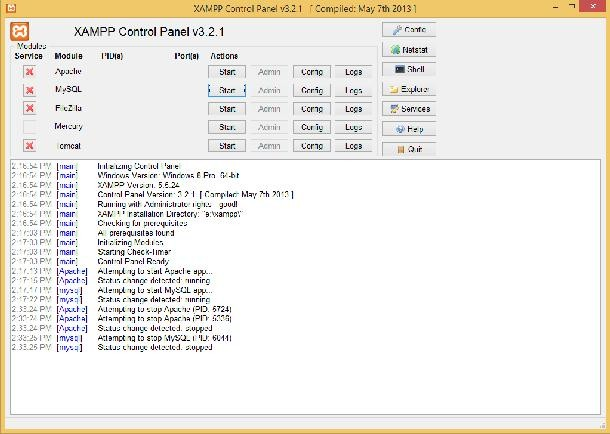 XAMPP Control Panel v3.2.1 [ Compiled: May 7th 2013 ]
XAMPP Control Panel v3.2.1
Config
Modules
Service Module PID(s) Port(s) Actions
Netstat
Apache Start Admin Config Logs
Shell
MySQL Start Admin Config Logs
Explorer
FileZilla Start Admin Config Logs
Services
Mercury Start Admin Config Logs
Help
Tomcat Start Admin Config Logs
Quit
2:16:54 PM [main] Initializing Control Panel
2:16:54 PM [main] Windows Version: Windows 8 Pro 64-bit
2:16:54 PM [main] XAMPP Version: 5.6.24
2:16:54 PM [main] Control Panel Version: 3.2.1 [ Compiled: May 7th 2013 ]
2:16:54 PM [main] Running with Administrator rights - good!
2:16:54 PM [main] XAMPP Installation Directory: "e:\xampp\"
2:16:54 PM [main] Checking for prerequisites
2:17:03 PM [main] All prerequisites found
2:17:03 PM [main] Initializing Modules
2:17:03 PM [main] Starting Check-Timer
2:17:03 PM [main] Control Panel Ready
2:17:13 PM [Apache] Attempting to start Apache app...
2:17:15 PM [Apache] Status change detected: running
2:17:17 PM [mysql] Attempting to start MySQL app...
2:17:22 PM [mysql] Status change detected: running
2:33:24 PM [Apache] Attempting to stop Apache (PID: 6724)
2:33:24 PM [Apache] Attempting to stop Apache (PID: 5336)
2:33:24 PM [Apache] Status change detected: stopped
2:33:25 PM [mysql] Attempting to stop MySQL (PID: 6044)
2:33:25 PM [mysql] Status change detected: stopped